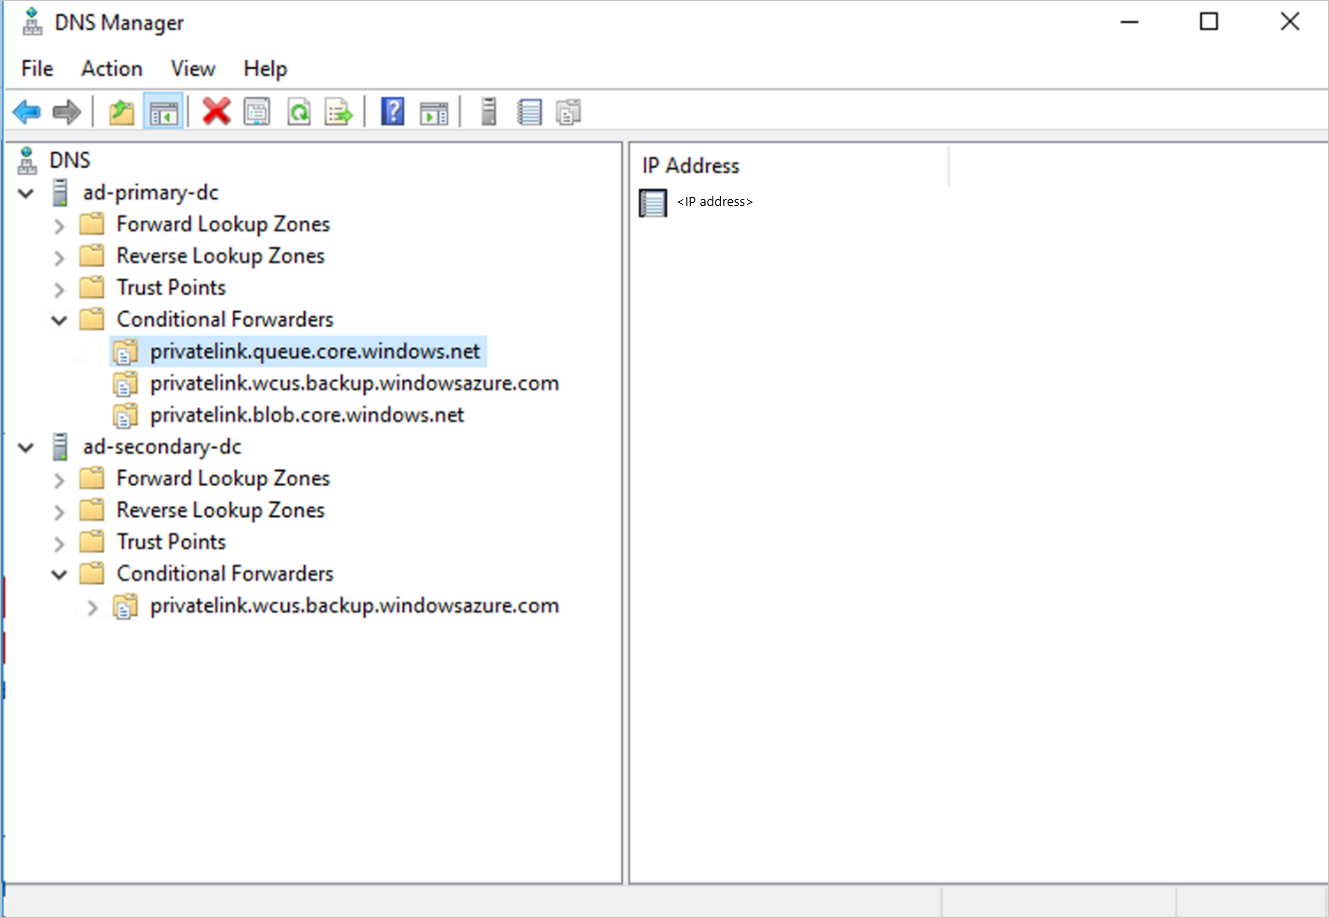 DNS Manager
File Action View Help
DNS
ad-primary-dc
Forward Lookup Zones
Reverse Lookup Zones
Trust Points
Conditional Forwarders
privatelink.queue.core.windows.net
privatelink.wcus.backup.windowsazure.com
privatelink.blob.core.windows.net
ad-secondary-dc
Forward Lookup Zones
Reverse Lookup Zones
Trust Points
Conditional Forwarders
privatelink.wcus.backup.windowsazure.com
IP Address
<IP address>